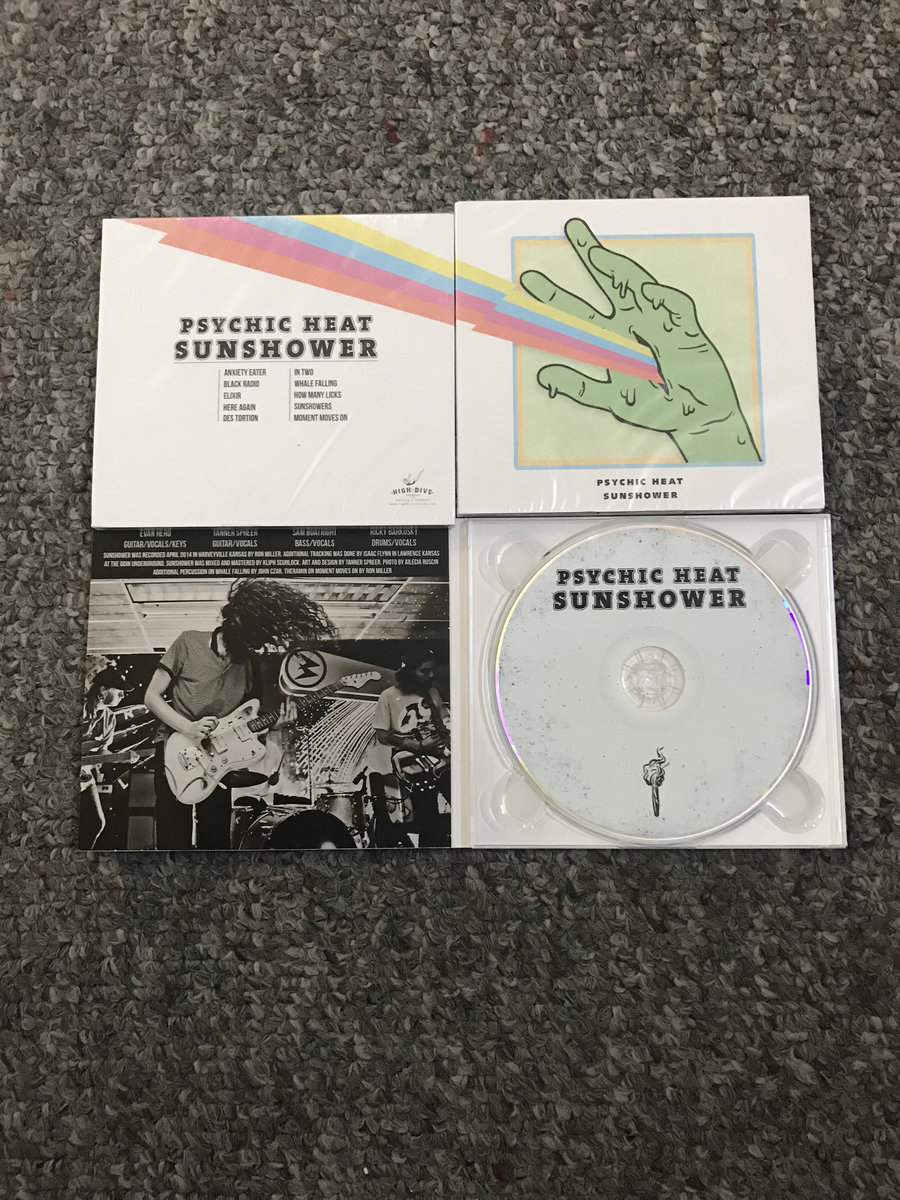 PSYCHIC HEAT
SUNSHOWER
ANXIETY EATER
BLACK RADIO
ELIXIR
HERE AGAIN
DES TORTION
IN TWO
WHALE FALLING
HOW MANY LICKS
SUNSHOWERS
MOMENT MOVES ON
HIGH DIVE
PSYCHIC HEAT
SUNSHOWER
EVAN HERD TANNER SPREER SAM BOATRIGHT RICKY BARKOSKY
GUITAR/VOCALS/KEYS GUITAR/VOCALS BASS/VOCALS DRUMS/VOCALS
SUNSHOWER WAS RECORDED APRIL 2014 IN HARVEYVILLE KANSAS BY RON MILLER. ADDITIONAL TRACKING WAS DONE BY ISAAC FLYNN IN LAWRENCE KANSAS
AT THE ODIN UNDERGROUND. SUNSHOWER WAS MIXED AND MASTERED BY KLIPH SCURLOCK. ART AND DESIGN BY TANNER SPREER. PHOTO BY AILECIA RUSCIN
ADDITIONAL PERCUSSION ON WHALE FALLING BY JOHN CZAR, THERAMIN ON MOMENT MOVES ON BY RON MILLER
PSYCHIC HEAT
SUNSHOWER